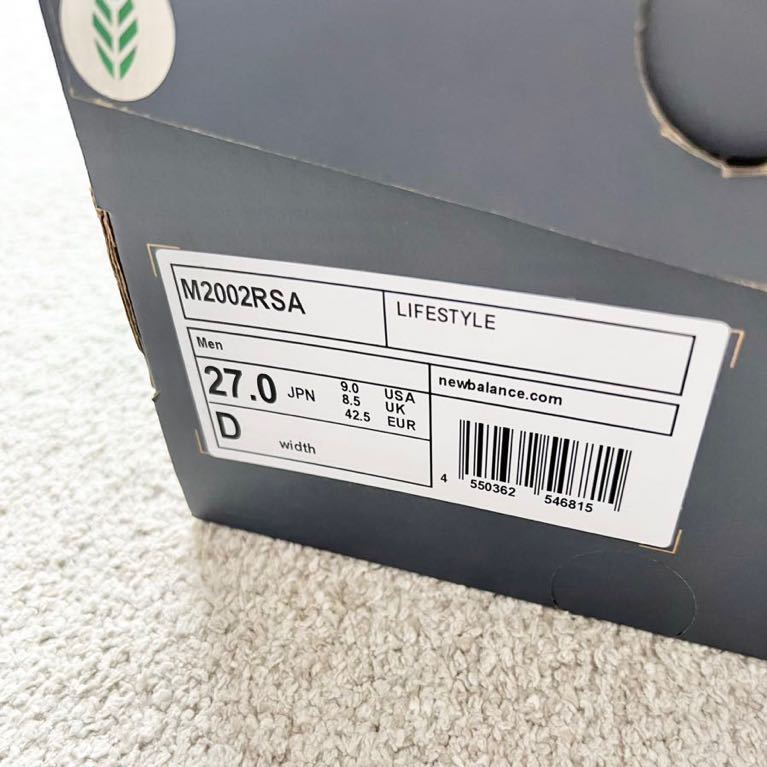 M2002RSA
LIFESTYLE
Men
27.0 JPN
9.0 USA
8.5 UK
42.5 EUR
D width
newbalance.com
4 550362 546815